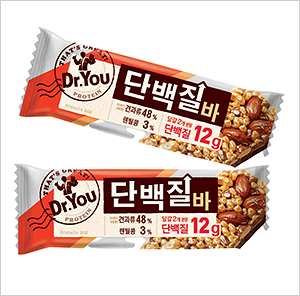 THAT'S GREAT!
Dr.You
PROTEIN
Protein BAR
단백질바
견과류 48%
렌틸콩 3%
달걀 2개 분량
단백질 12g
THAT'S GREAT!
Dr.You
PROTEIN
Protein BAR
단백질바
견과류 48%
렌틸콩 3%
달걀 2개 분량
단백질 12g